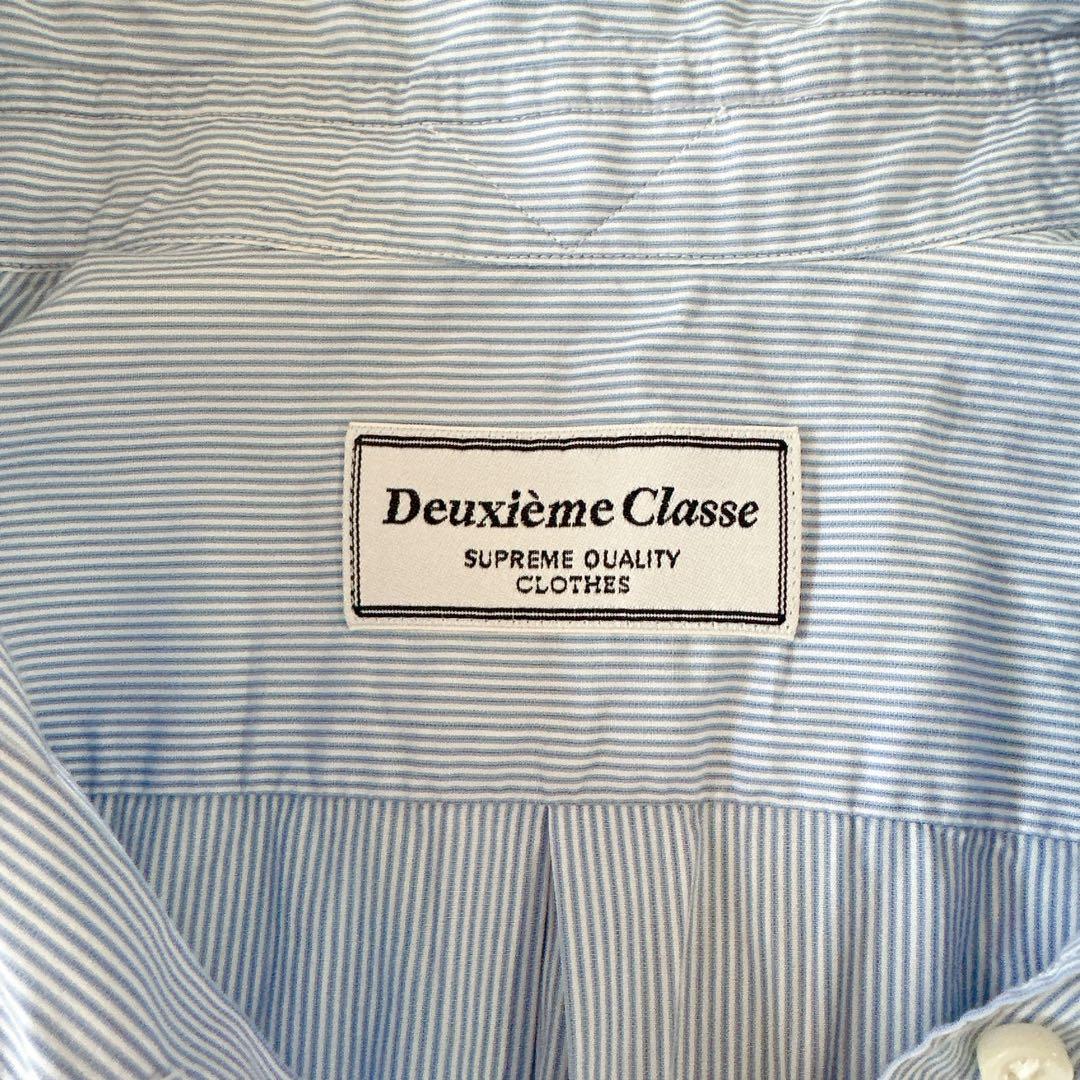 Deuxième Classe
SUPREME QUALITY
CLOTHES